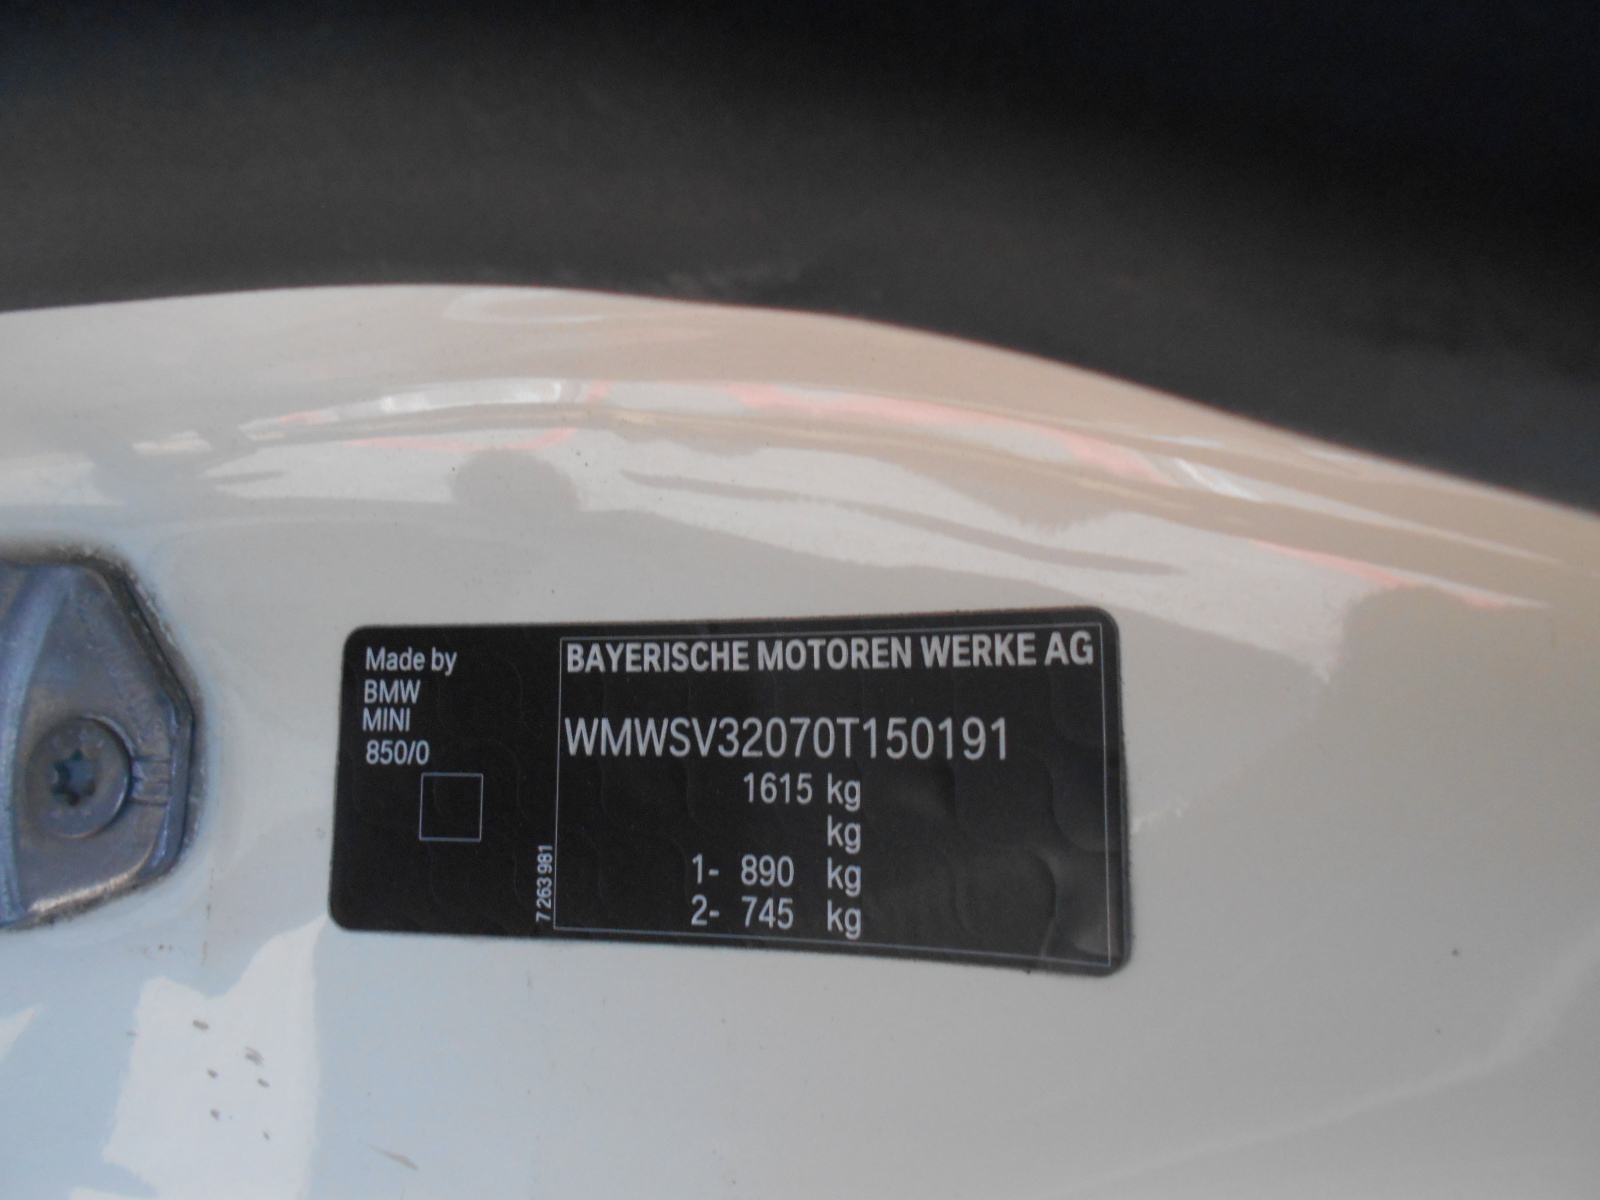 Made by
BMW
MINI
850/0
7 263 981
BAYERISCHE MOTOREN WERKE AG
WMWSV32070T150191
1615 kg
kg
1- 890 kg
2- 745 kg